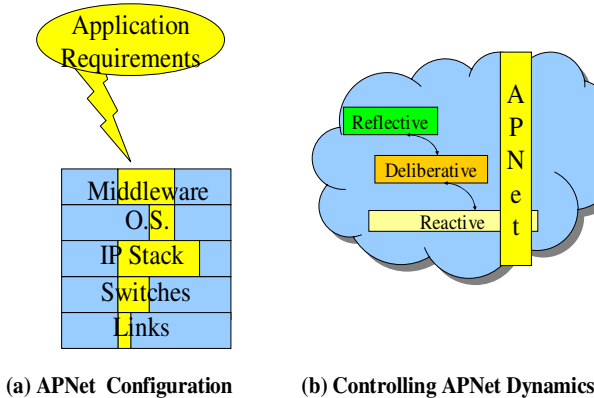 Application
Requirements
Middleware
O.S.
IP Stack
Switches
Links
(a) APNet Configuration
Reflective
Deliberative
Reactive
A
P
N
e
t
(b) Controlling APNet Dynamics